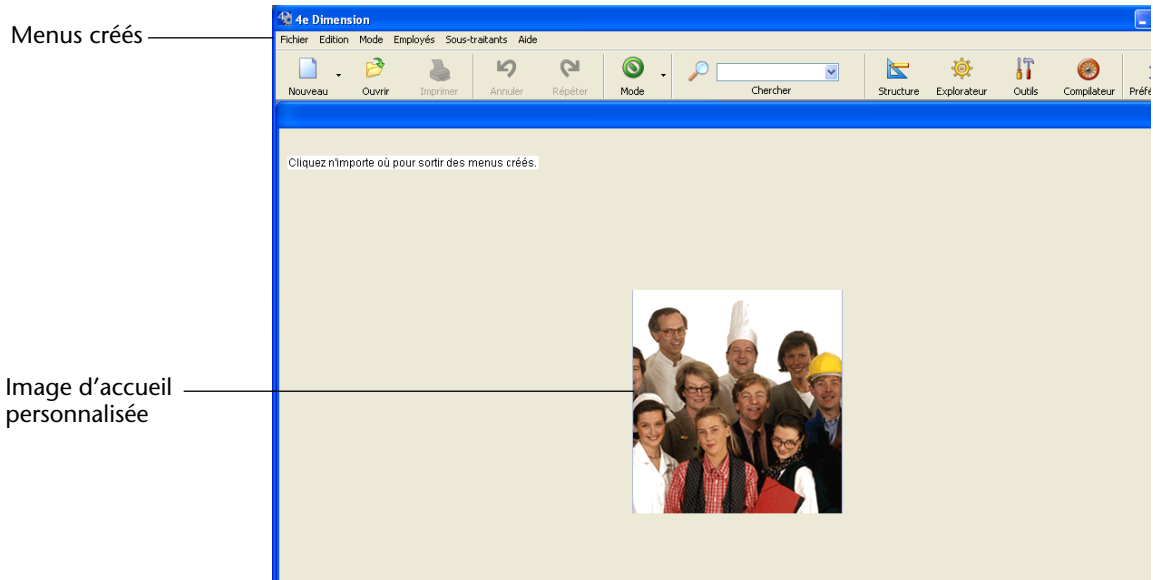 4e Dimension
Menus créés
Fichier Edition Mode Employés Sous-traitants Aide
Nouveau Ouvrir Imprimer Annuler Répéter Mode Chercher Structure Explorateur Outils Compilateur
Cliquez n'importe où pour sortir des menus créés.
Image d'accueil
personnalisée